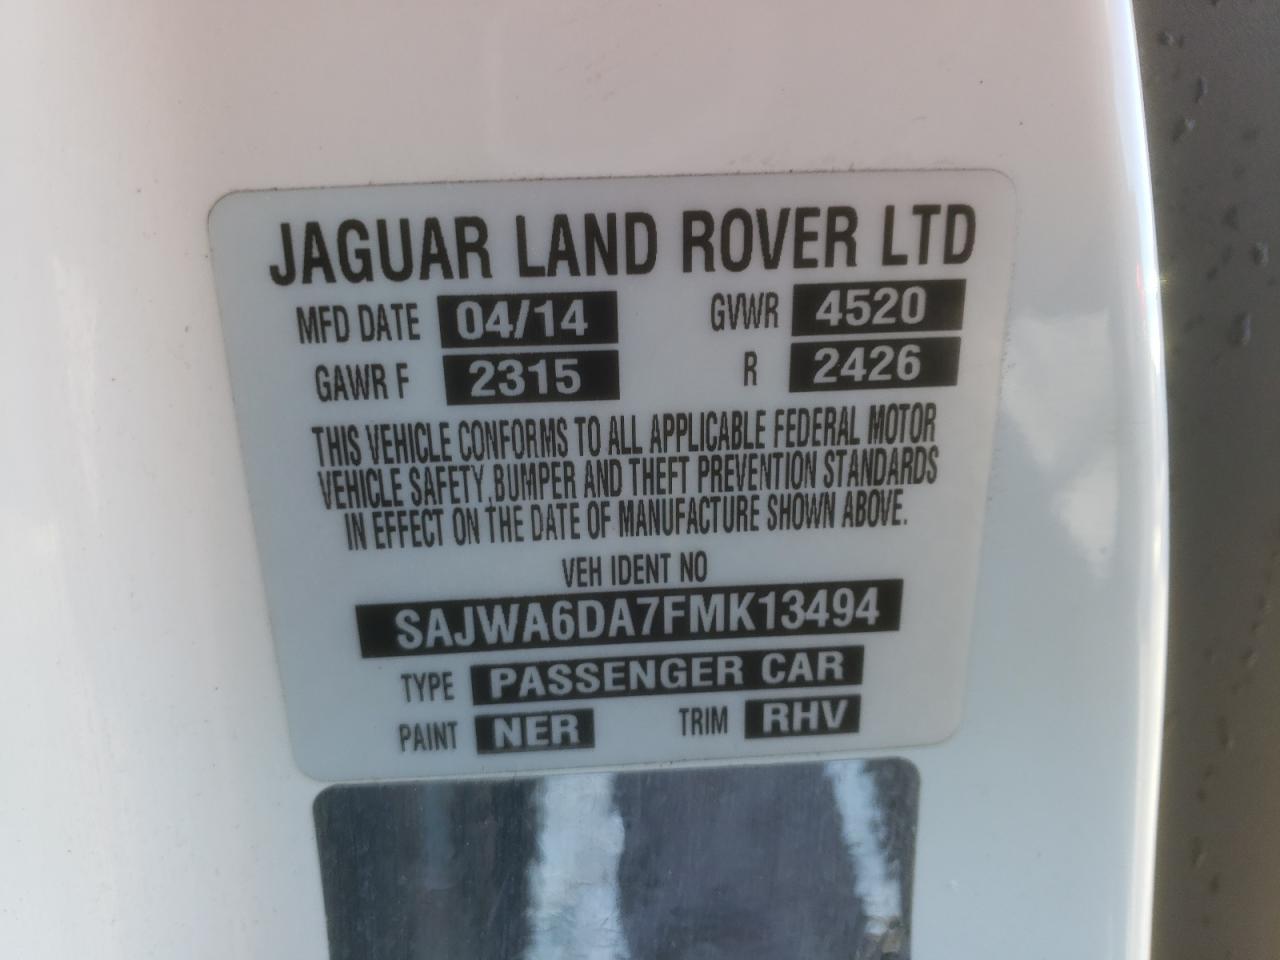 JAGUAR LAND ROVER LTD
MFD DATE 04/14 GVWR 4520
GAWR F 2315 R 2426
THIS VEHICLE CONFORMS TO ALL APPLICABLE FEDERAL MOTOR
VEHICLE SAFETY,BUMPER AND THEFT PREVENTION STANDARDS
IN EFFECT ON THE DATE OF MANUFACTURE SHOWN ABOVE.
VEH IDENT NO
SAJWA6DA7FMK13494
TYPE PASSENGER CAR
PAINT NER TRIM RHV